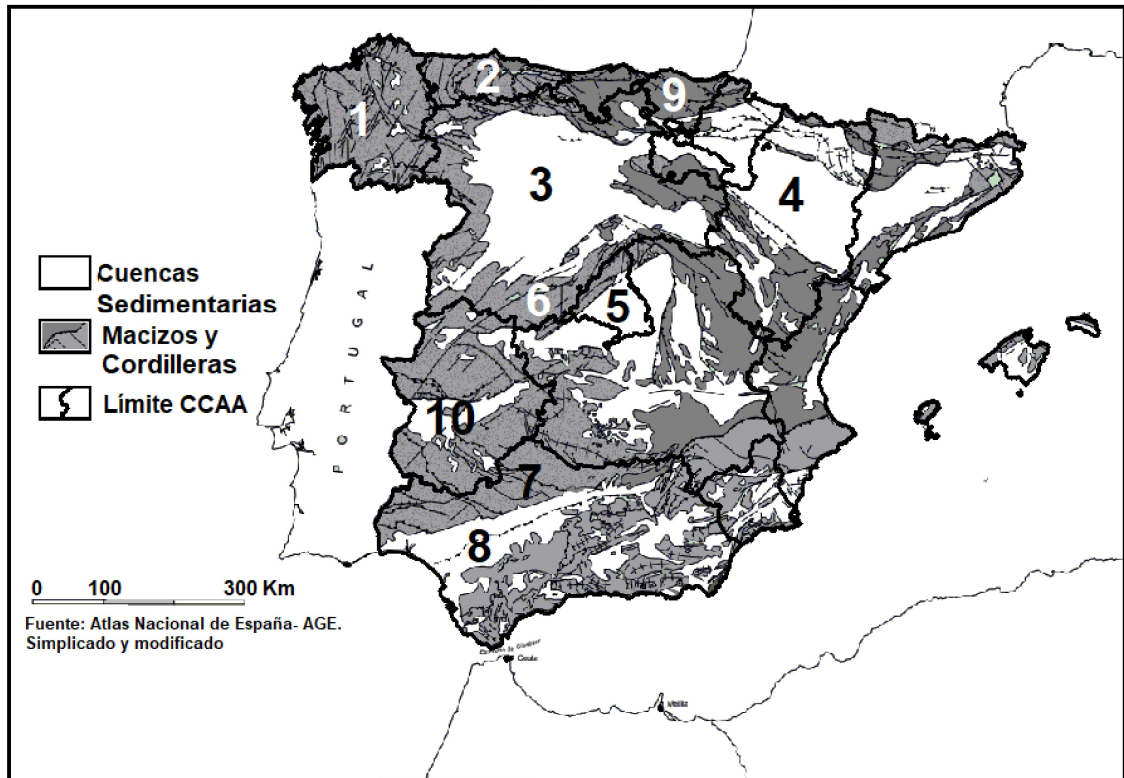 1
2
9
3
4
6
5
10
7
8
Cuencas
Sedimentarias
Macizos y
Cordilleras
Límite CCAA
PORTUGAL
0 100 300 Km
Fuente: Atlas Nacional de España- AGE.
Simplicado y modificado
Ceuta
Melilla